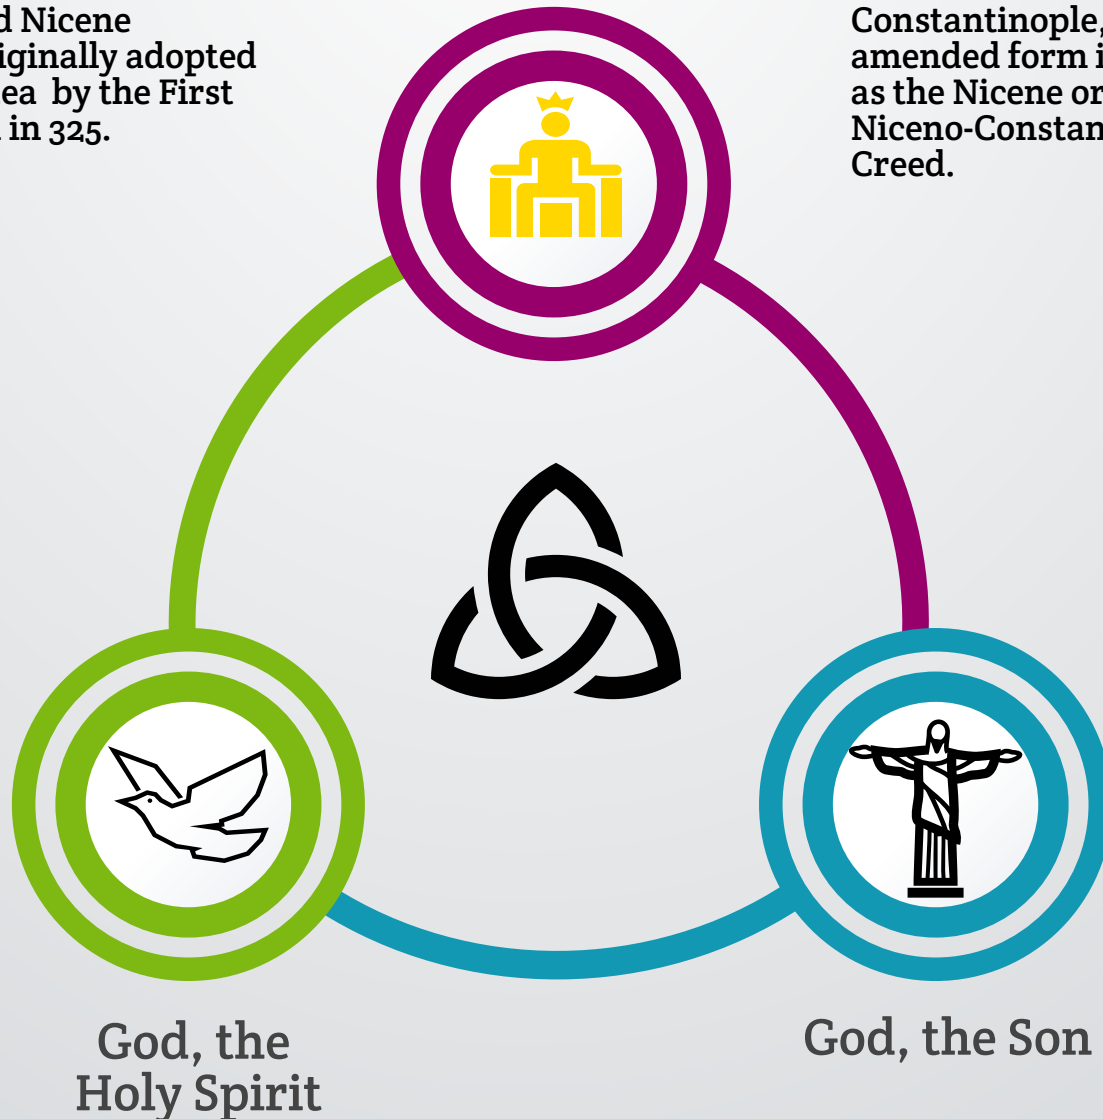 d Nicene
iginally adopted
ea by the First
in 325.
Constantinople,
amended form i
as the Nicene or
Niceno-Constan
Creed.
God, the
Holy Spirit
God, the Son